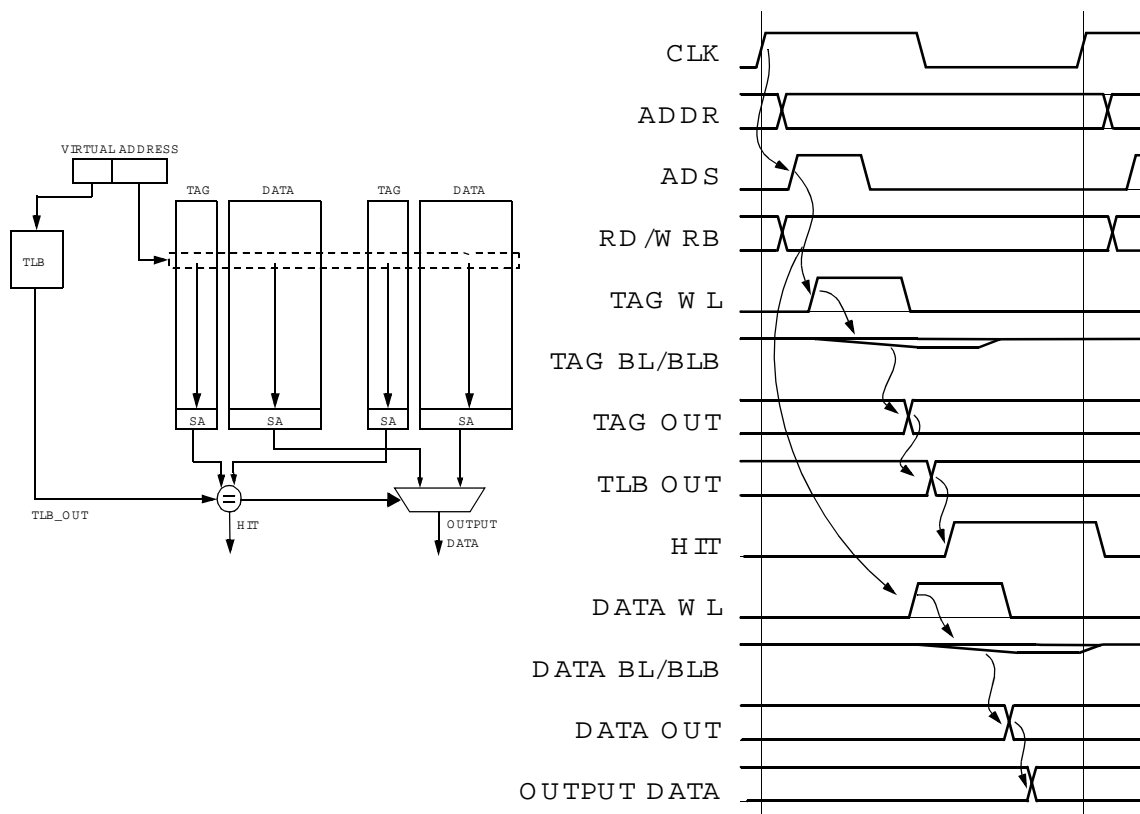 VIRTUAL ADDRESS
TAG DATA TAG DATA
TLB
SA SA SA SA
=
TLB_OUT
HIT
OUTPUT
DATA
CLK
ADDR
ADS
RD/WRB
TAG WL
TAG BL/BLB
TAG OUT
TLB OUT
HIT
DATA WL
DATA BL/BLB
DATA OUT
OUTPUT DATA